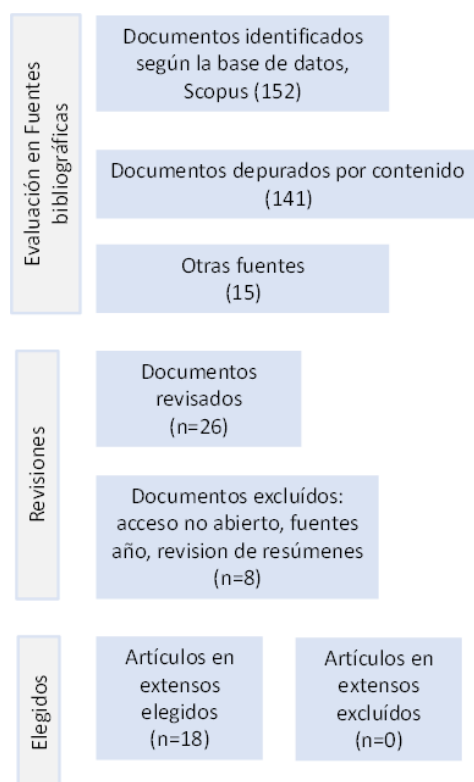 Evaluación en Fuentes
bibliográficas
Documentos identificados
según la base de datos,
Scopus (152)
Documentos depurados por contenido
(141)
Otras fuentes
(15)
Revisiones
Documentos
revisados
(n=26)
Documentos excluídos:
acceso no abierto, fuentes
año, revision de resúmenes
(n=8)
Elegidos
Artículos en
extensos
elegidos
(n=18)
Artículos en
extensos
excluídos
(n=0)